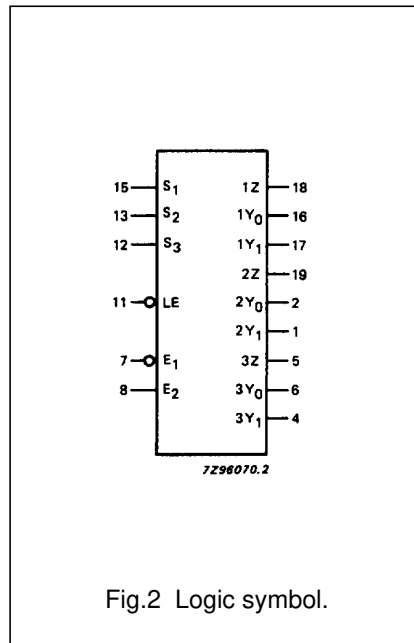 15 S1 1Z 18
13 S2 1Y0 16
12 S3 1Y1 17
2Z 19
11 LE 2Y0 2
2Y1 1
7 E1 3Z 5
8 E2 3Y0 6
3Y1 4
7Z96070.2
Fig.2 Logic symbol.